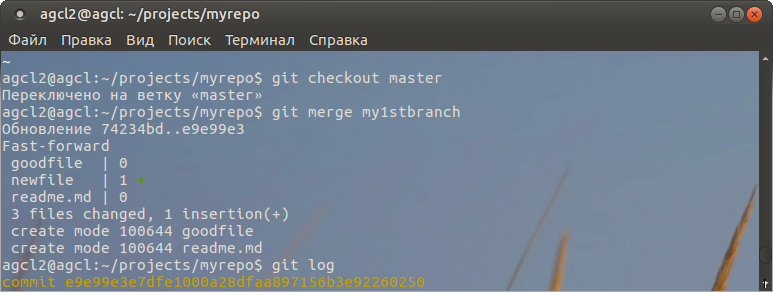 agcl2@agcl: ~/projects/myrepo
Файл Правка Вид Поиск Терминал Справка
~
agcl2@agcl:~/projects/myrepo$ git checkout master
Переключено на ветку «master»
agcl2@agcl:~/projects/myrepo$ git merge my1stbranch
Обновление 74234bd..e9e99e3
Fast-forward
 goodfile  | 0
 newfile   | 1 +
 readme.md | 0
 3 files changed, 1 insertion(+)
 create mode 100644 goodfile
 create mode 100644 readme.md
agcl2@agcl:~/projects/myrepo$ git log
commit e9e99e3e7dfe1000a28dfaa897156b3e92260250